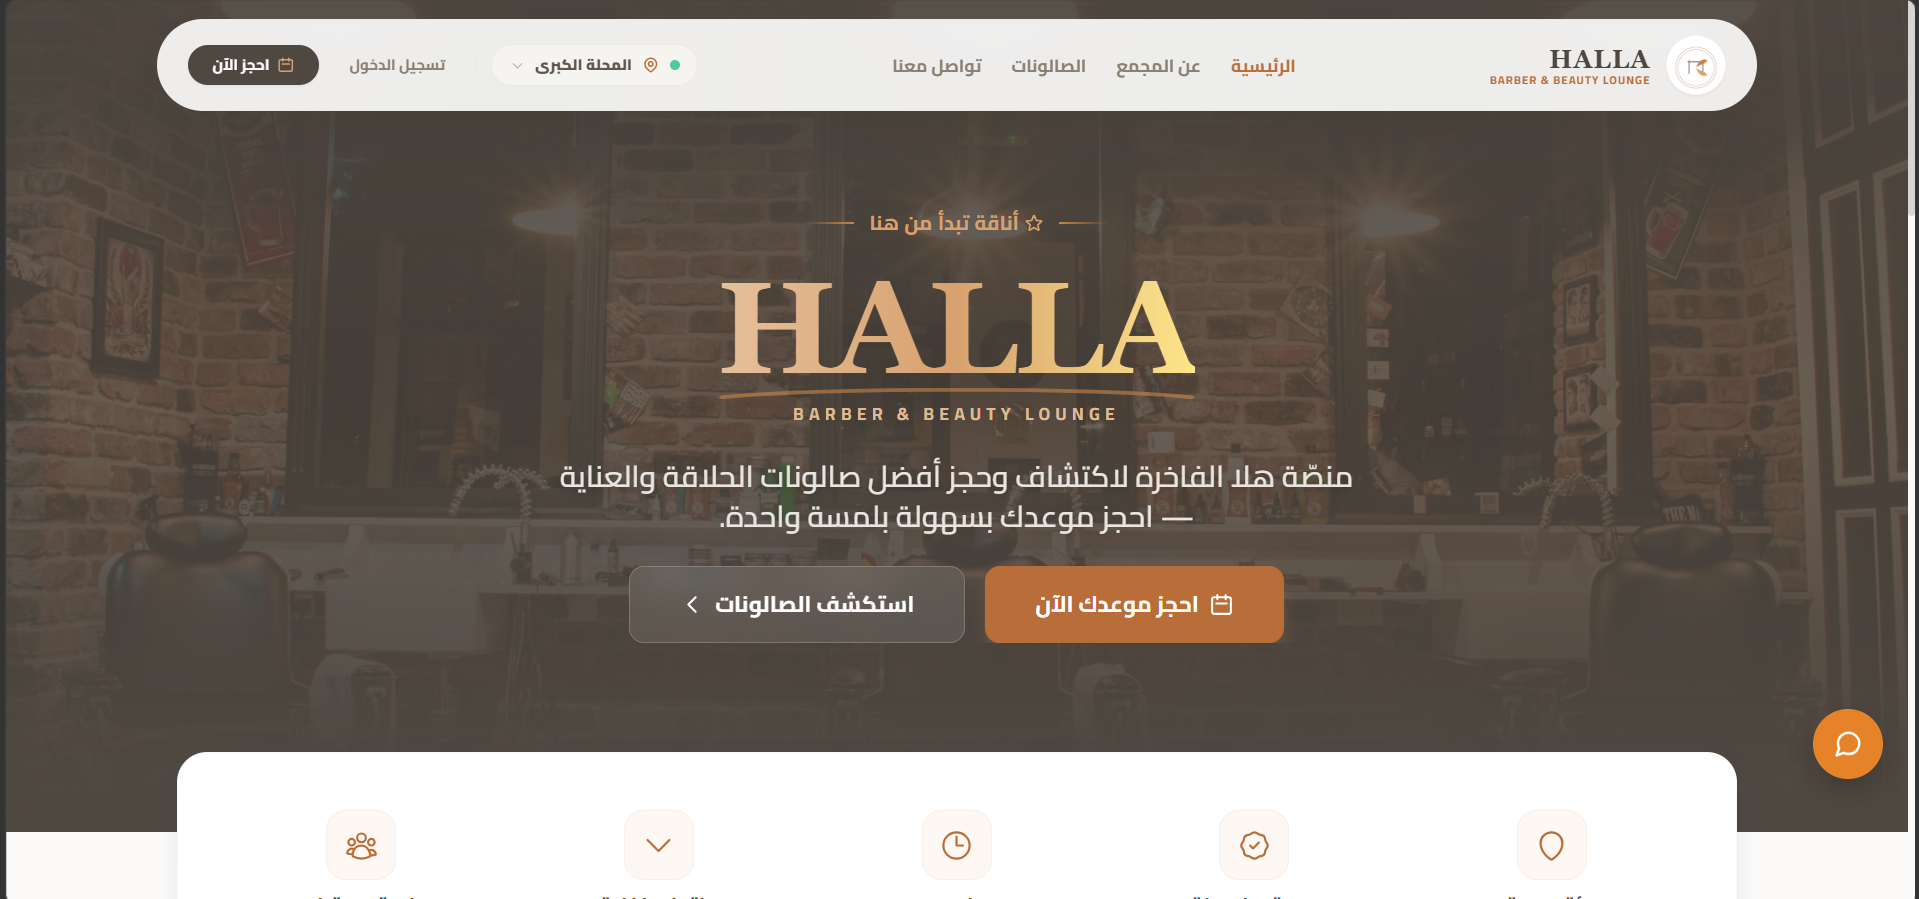 HALLA
BARBER & BEAUTY LOUNGE
الرئيسية
عن المجمع
الصالونات
تواصل معنا
المحلة الكبرى
تسجيل الدخول
احجز الآن
أناقة تبدأ من هنا
HALLA
BARBER & BEAUTY LOUNGE
منصّة هلا الفاخرة لاكتشاف وحجز أفضل صالونات الحلاقة والعناية
— احجز موعدك بسهولة بلمسة واحدة.
احجز موعدك الآن
استكشف الصالونات